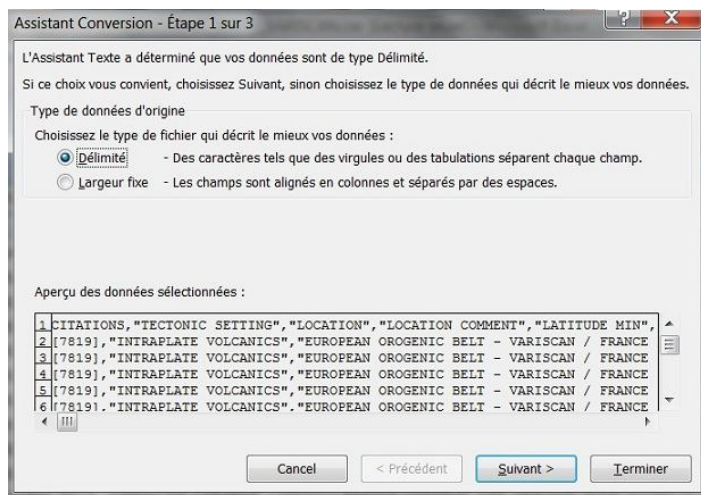 Assistant Conversion - Étape 1 sur 3
L'Assistant Texte a déterminé que vos données sont de type Délimité.
Si ce choix vous convient, choisissez Suivant, sinon choisissez le type de données qui décrit le mieux vos données.
Type de données d'origine
Choisissez le type de fichier qui décrit le mieux vos données :
Délimité - Des caractères tels que des virgules ou des tabulations séparent chaque champ.
Largeur fixe - Les champs sont alignés en colonnes et séparés par des espaces.
Aperçu des données sélectionnées :
1 CITATIONS,"TECTONIC SETTING","LOCATION","LOCATION COMMENT","LATITUDE MIN",
2 [7819],"INTRAPLATE VOLCANICS","EUROPEAN OROGENIC BELT - VARISCAN / FRANCE
3 [7819],"INTRAPLATE VOLCANICS","EUROPEAN OROGENIC BELT - VARISCAN / FRANCE
4 [7819],"INTRAPLATE VOLCANICS","EUROPEAN OROGENIC BELT - VARISCAN / FRANCE
5 [7819],"INTRAPLATE VOLCANICS","EUROPEAN OROGENIC BELT - VARISCAN / FRANCE
6 [7819],"INTRAPLATE VOLCANICS","EUROPEAN OROGENIC BELT - VARISCAN / FRANCE
Cancel < Précédent Suivant > Terminer